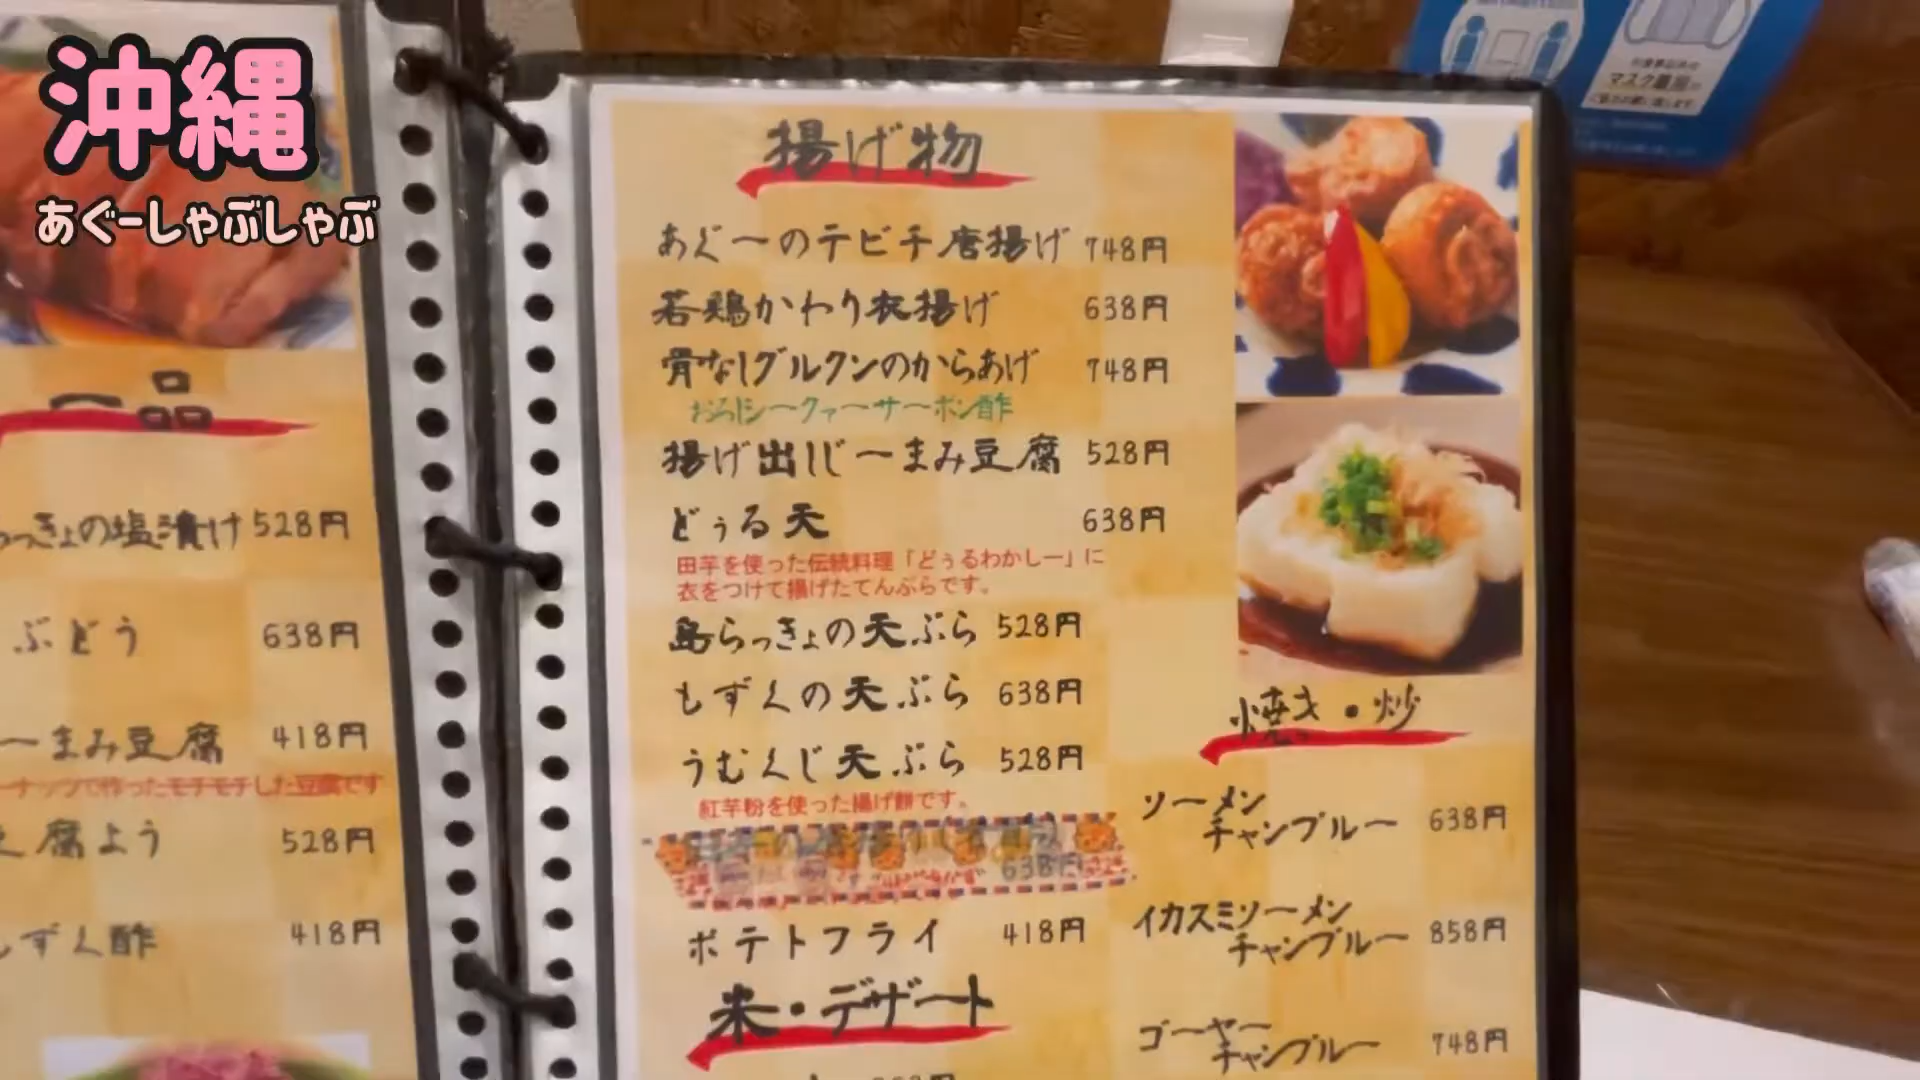 沖縄
あぐーしゃぶしゃぶ
マスク着用
一品
らっきょの塩漬け 528円
ぶどう 638円
ーまみ豆腐 418円
ーナッツで作ったモチモチした豆腐です
豆腐よう 528円
もずく酢 418円
揚げ物
あぐーのテビチ唐揚げ 748円
若鶏かわり衣揚げ 638円
骨なしグルクンのからあげ 748円
おろしシークァーサーポン酢
揚げ出しじーまみ豆腐 528円
どぅる天 638円
田芋を使った伝統料理「どぅるわかしー」に
衣をつけて揚げたてんぷらです。
島らっきょの天ぷら 528円
もずくの天ぷら 638円
うむくじ天ぷら 528円
紅芋粉を使った揚げ餅です。
638円
ポテトフライ 418円
米・デザート
焼き・炒
ソーメン
チャンプルー 638円
イカスミソーメン
チャンプルー 858円
ゴーヤー
チャンプルー 748円